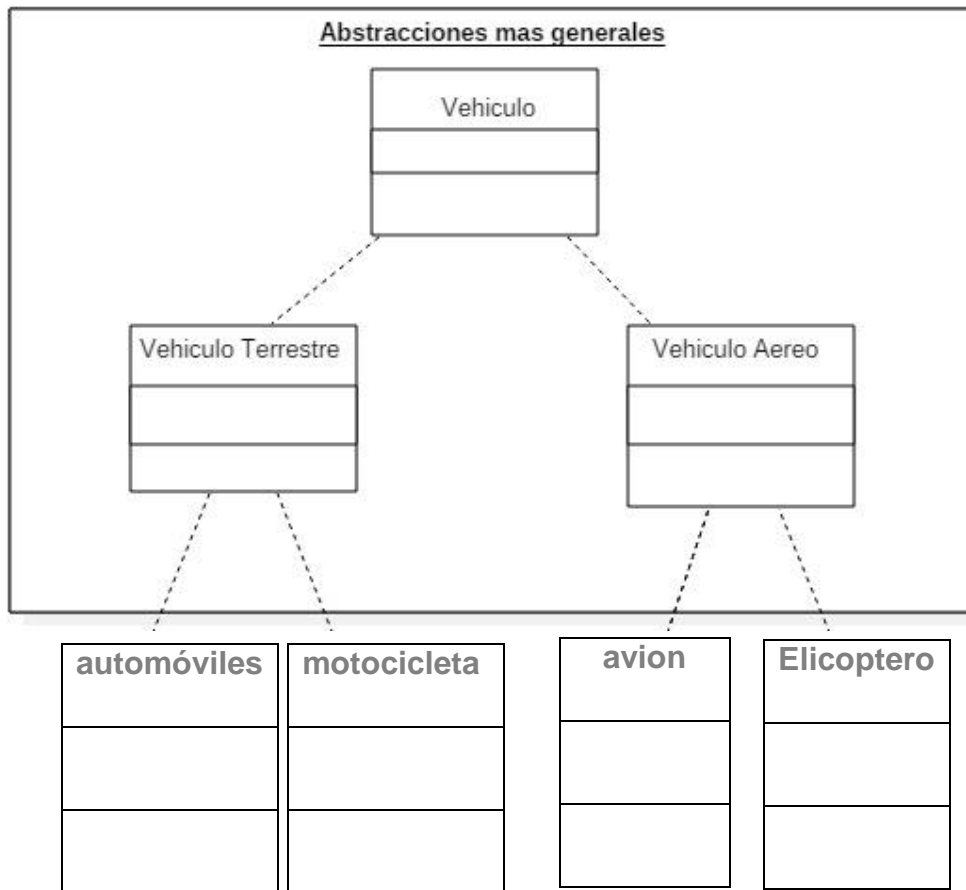 Abstracciones mas generales
Vehiculo
Vehiculo Terrestre
Vehiculo Aereo
automóviles
motocicleta
avion
Elicoptero